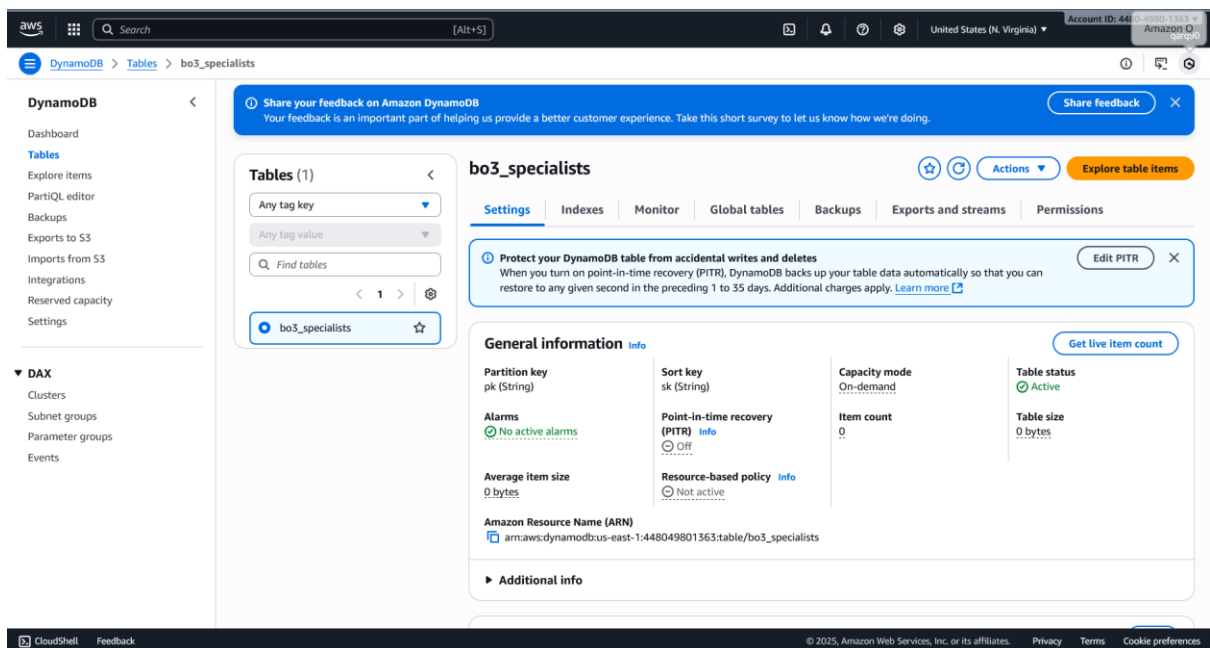 aws
Search
[Alt+S]
United States (N. Virginia)
Account ID: 4480-4980-1363
Amazon Q
qarq90
DynamoDB > Tables > bo3_specialists
DynamoDB
Dashboard
Tables
Explore items
PartiQL editor
Backups
Exports to S3
Imports from S3
Integrations
Reserved capacity
Settings
DAX
Clusters
Subnet groups
Parameter groups
Events
Share your feedback on Amazon DynamoDB
Your feedback is an important part of helping us provide a better customer experience. Take this short survey to let us know how we're doing.
Share feedback
Tables (1)
Any tag key
Any tag value
Find tables
1
bo3_specialists
bo3_specialists
Actions
Explore table items
Settings
Indexes
Monitor
Global tables
Backups
Exports and streams
Permissions
Protect your DynamoDB table from accidental writes and deletes
When you turn on point-in-time recovery (PITR), DynamoDB backs up your table data automatically so that you can
restore to any given second in the preceding 1 to 35 days. Additional charges apply. Learn more
Edit PITR
General information Info
Get live item count
Partition key
pk (String)
Sort key
sk (String)
Capacity mode
On-demand
Table status
Active
Alarms
No active alarms
Point-in-time recovery
(PITR) Info
Off
Item count
0
Table size
0 bytes
Average item size
0 bytes
Resource-based policy Info
Not active
Amazon Resource Name (ARN)
arn:aws:dynamodb:us-east-1:448049801363:table/bo3_specialists
Additional info
CloudShell
Feedback
© 2025, Amazon Web Services, Inc. or its affiliates.
Privacy
Terms
Cookie preferences